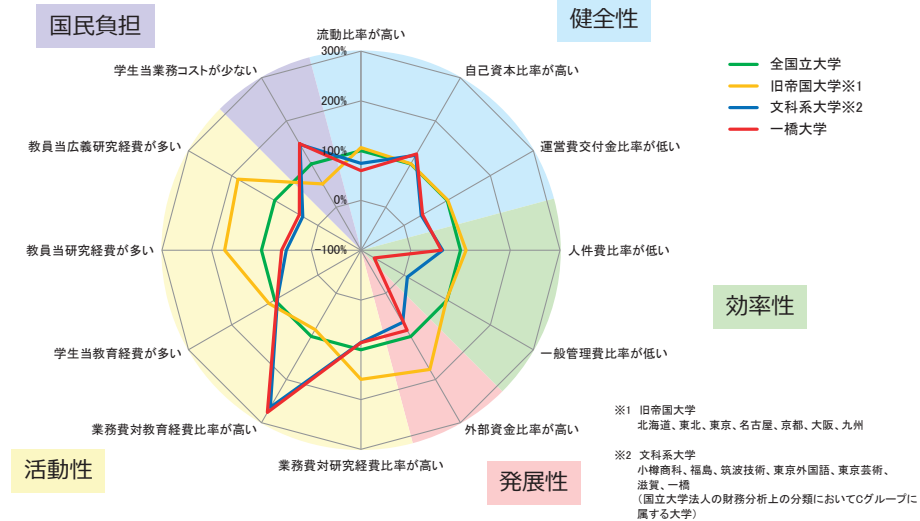 国民負担
健全性
流動比率が高い
学生当業務コストが少ない
自己資本比率が高い
300%
200%
100%
0%
-100%
全国立大学
旧帝国大学※1
文科系大学※2
一橋大学
教員当広義研究経費が多い
運営費交付金比率が低い
教員当研究経費が多い
人件費比率が低い
効率性
学生当教育経費が多い
一般管理費比率が低い
業務費対教育経費比率が高い
外部資金比率が高い
業務費対研究経費比率が高い
活動性
発展性
※1 旧帝国大学
北海道、東北、東京、名古屋、京都、大阪、九州
※2 文科系大学
小樽商科、福島、筑波技術、東京外国語、東京芸術、
滋賀、一橋
(国立大学法人の財務分析上の分類においてCグループに
属する大学)